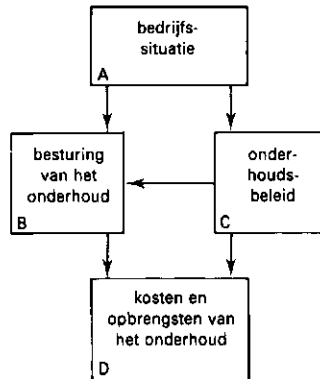 bedrijfs-
situatie
A
besturing
van het
onderhoud
B
onder-
houds-
beleid
C
kosten en
opbrengsten van
het onderhoud
D